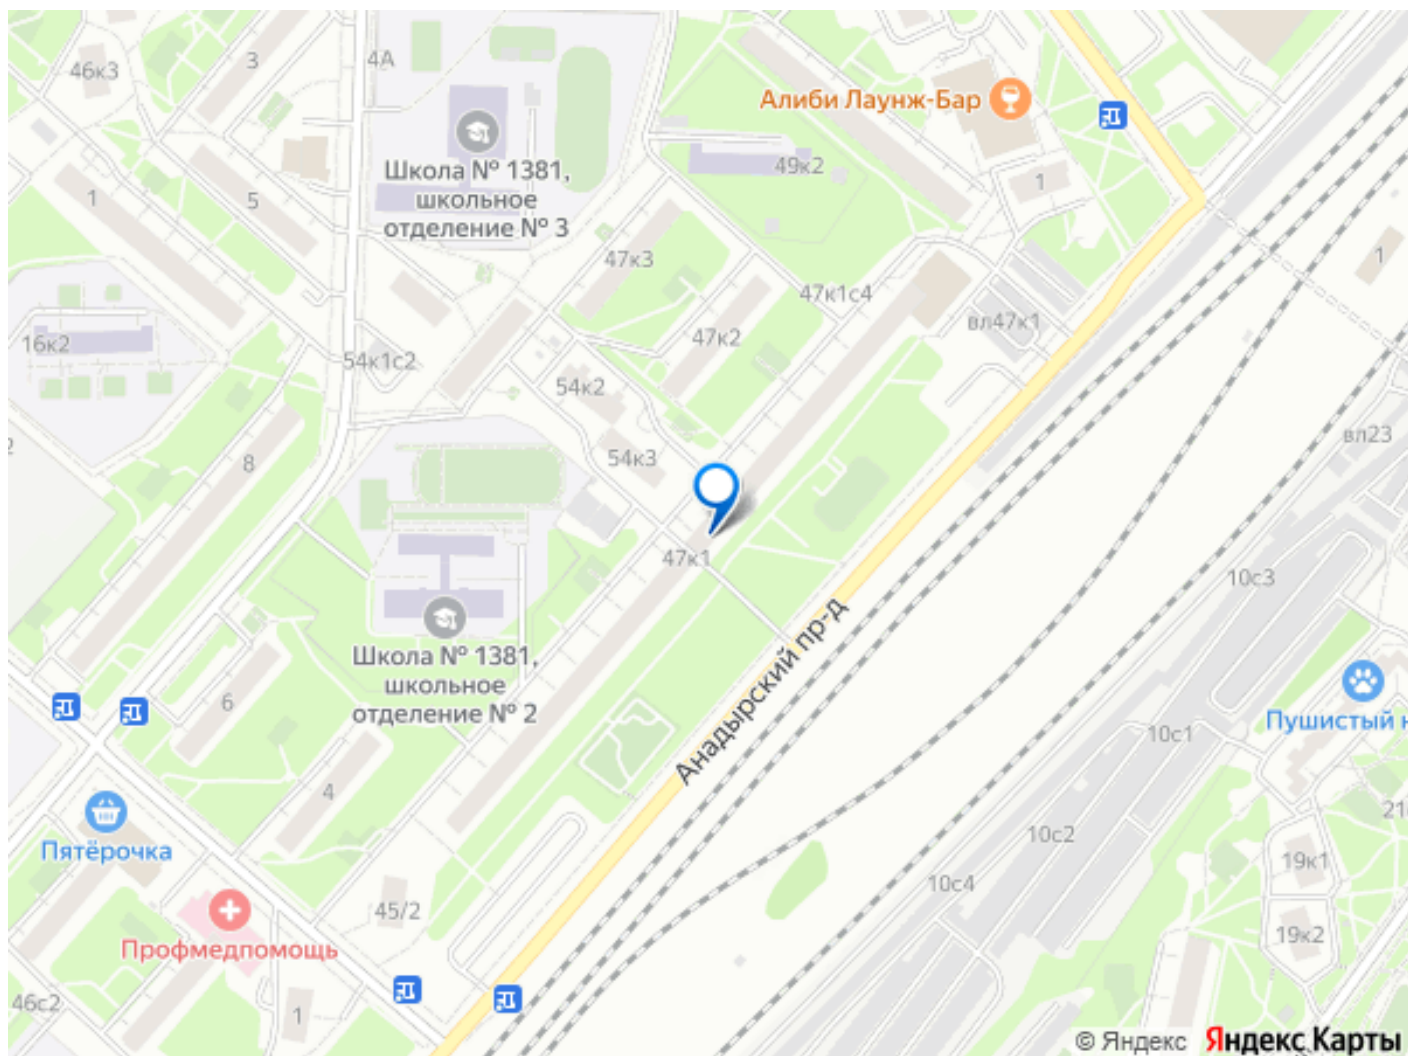 46к3
3
4А
Алиби Лаунж-Бар
Школа № 1381,
школьное
отделение № 3
49к2
1
1
5
47к3
1
47к1с4
вл47к1
16к2
54к1с2
47к2
54к2
вл23
8
54к3
47к1
10с3
Анадырский пр-д
Школа № 1381,
школьное
отделение № 2
6
10с1
Пушистый н
4
Пятёрочка
10с2
19к1
10с4
45/2
Профмедпомощь
19к2
46с2
1
© Яндекс Яндекс Карты